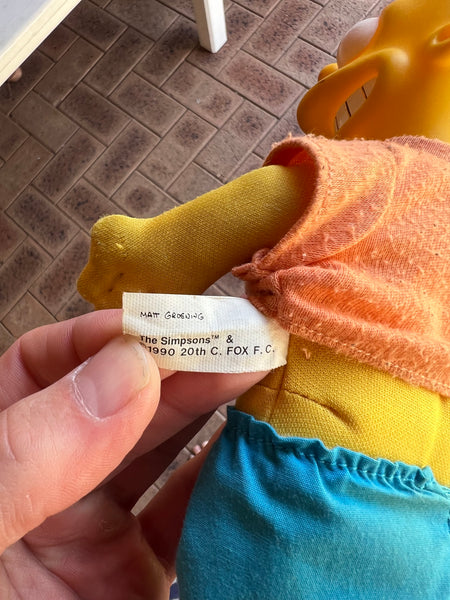 MATT GROENING
The Simpsons™ &
©1990 20th C. FOX F.C.